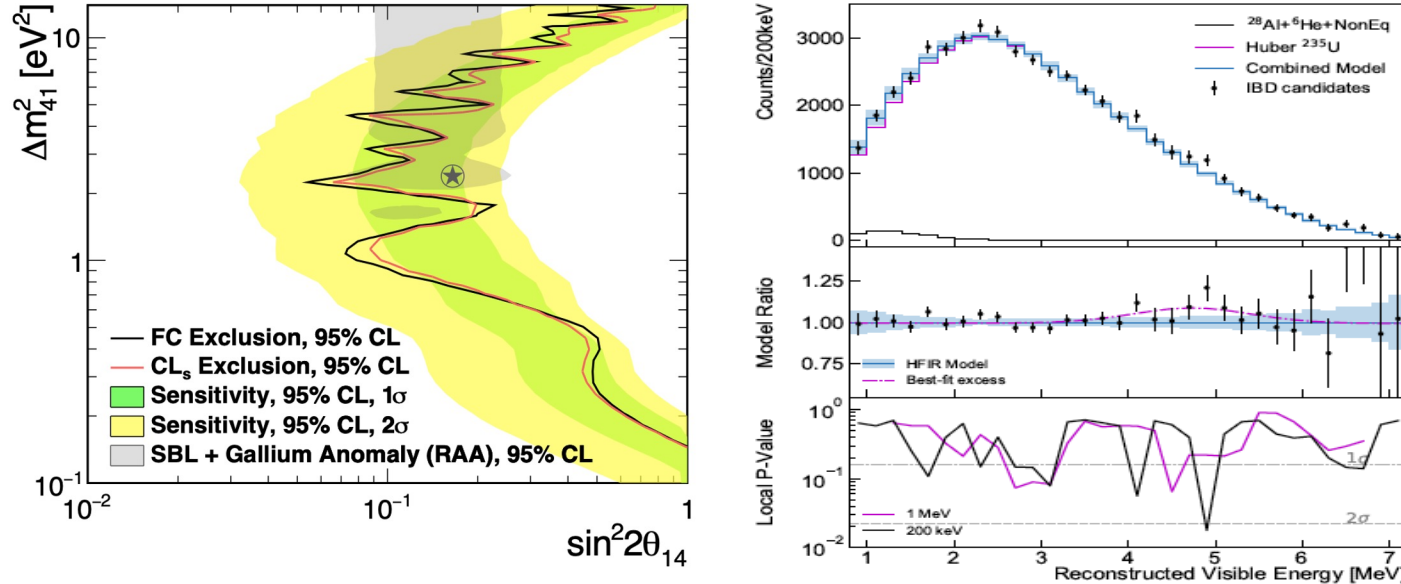 10
1
10⁻¹
10⁻²
10⁻¹
1
Δm²₄₁ [eV²]
sin²2θ₁₄
FC Exclusion, 95% CL
CLₛ Exclusion, 95% CL
Sensitivity, 95% CL, 1σ
Sensitivity, 95% CL, 2σ
SBL + Gallium Anomaly (RAA), 95% CL
Counts/200keV
3000
2000
1000
0
²⁸Al+⁶He+NonEq
Huber ²³⁵U
Combined Model
IBD candidates
Model Ratio
1.25
1.00
0.75
HFIR Model
Best-fit excess
Local P-Value
10⁰
10⁻¹
10⁻²
1σ
2σ
1 MeV
200 keV
1 2 3 4 5 6 7
Reconstructed Visible Energy [MeV]